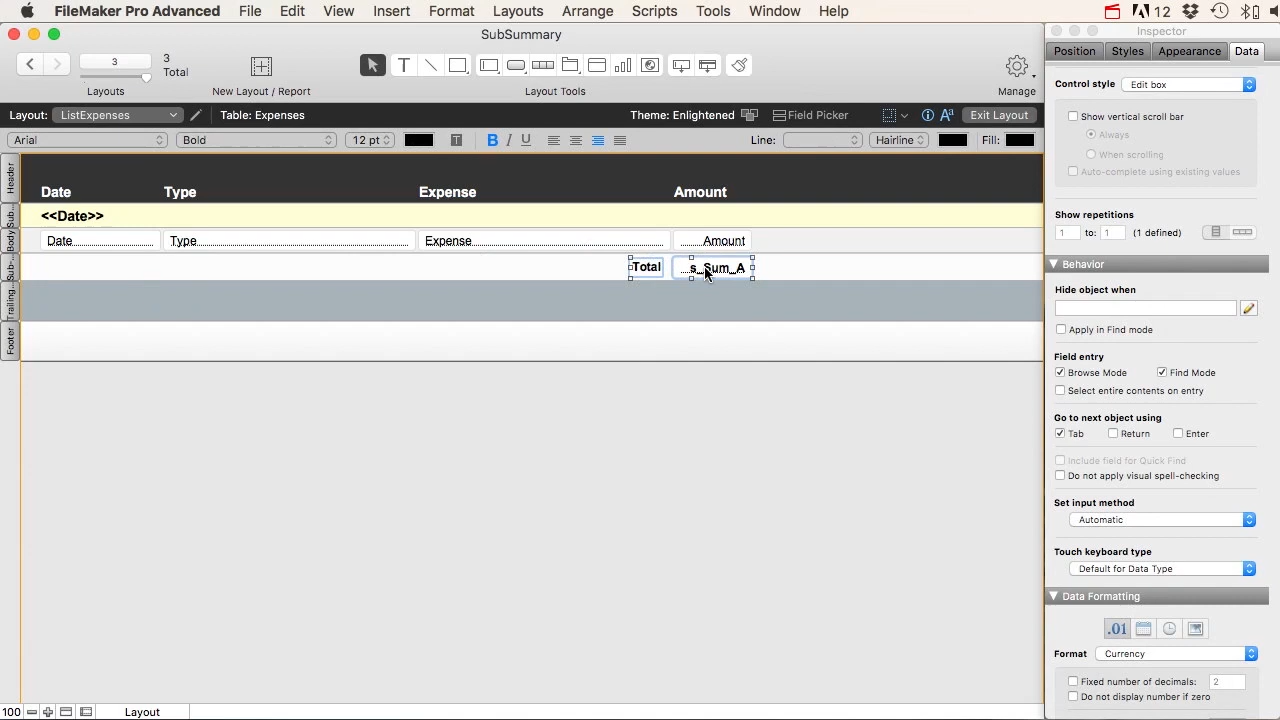 FileMaker Pro Advanced File Edit View Insert Format Layouts Arrange Scripts Tools Window Help 12
SubSummary
3
3
Total
Layouts
New Layout / Report
T
Layout Tools
Manage
Layout: ListExpenses
Table: Expenses
Theme: Enlightened
Field Picker
Exit Layout
Arial
Bold
12 pt
B I U
Line:
Hairline
Fill:
Header
Date Type Expense Amount
Sub.
<<Date>>
Body
Date Type Expense Amount
Sub-...
Total s_Sum_A
Trailing...
Footer
100
Layout
Inspector
Position Styles Appearance Data
Control style Edit box
Show vertical scroll bar
Always
When scrolling
Auto-complete using existing values
Show repetitions
1 to: 1 (1 defined)
Behavior
Hide object when
Apply in Find mode
Field entry
Browse Mode Find Mode
Select entire contents on entry
Go to next object using
Tab Return Enter
Include field for Quick Find
Do not apply visual spell-checking
Set input method
Automatic
Touch keyboard type
Default for Data Type
Data Formatting
.01
Format Currency
Fixed number of decimals: 2
Do not display number if zero